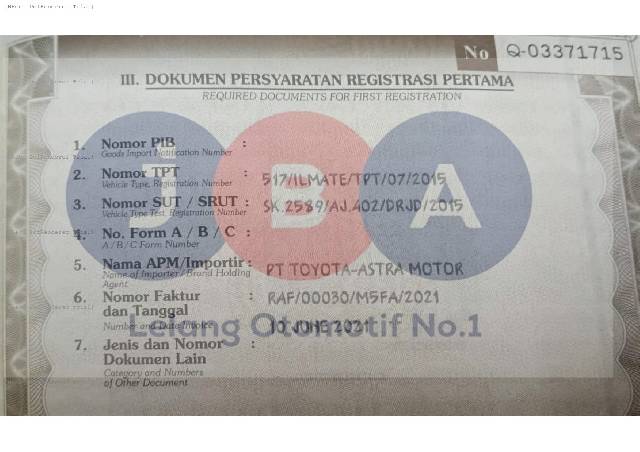 No Q-03371715
III. DOKUMEN PERSYARATAN REGISTRASI PERTAMA
REQUIRED DOCUMENTS FOR FIRST REGISTRATION
1. Nomor PIB :
Goods Import Notification Number
2. Nomor TPT : 517/ILMATE/TPT/07/2015
Vehicle Type, Registration Number
3. Nomor SUT / SRUT : SK.2589/AJ.402/DRJD/2015
Vehicle Type Test, Registration Number
4. No. Form A / B / C :
A / B / C Form Number
5. Nama APM/Importir : PT TOYOTA-ASTRA MOTOR
Name of Importer / Brand Holding
Agent
6. Nomor Faktur : RAF/00030/M5FA/2021
dan Tanggal
Number and Date Invoice 10 JUNE 2021
7. Jenis dan Nomor :
Dokumen Lain
Category and Numbers
of Other Document
IBA
Lelang Otomotif No.1